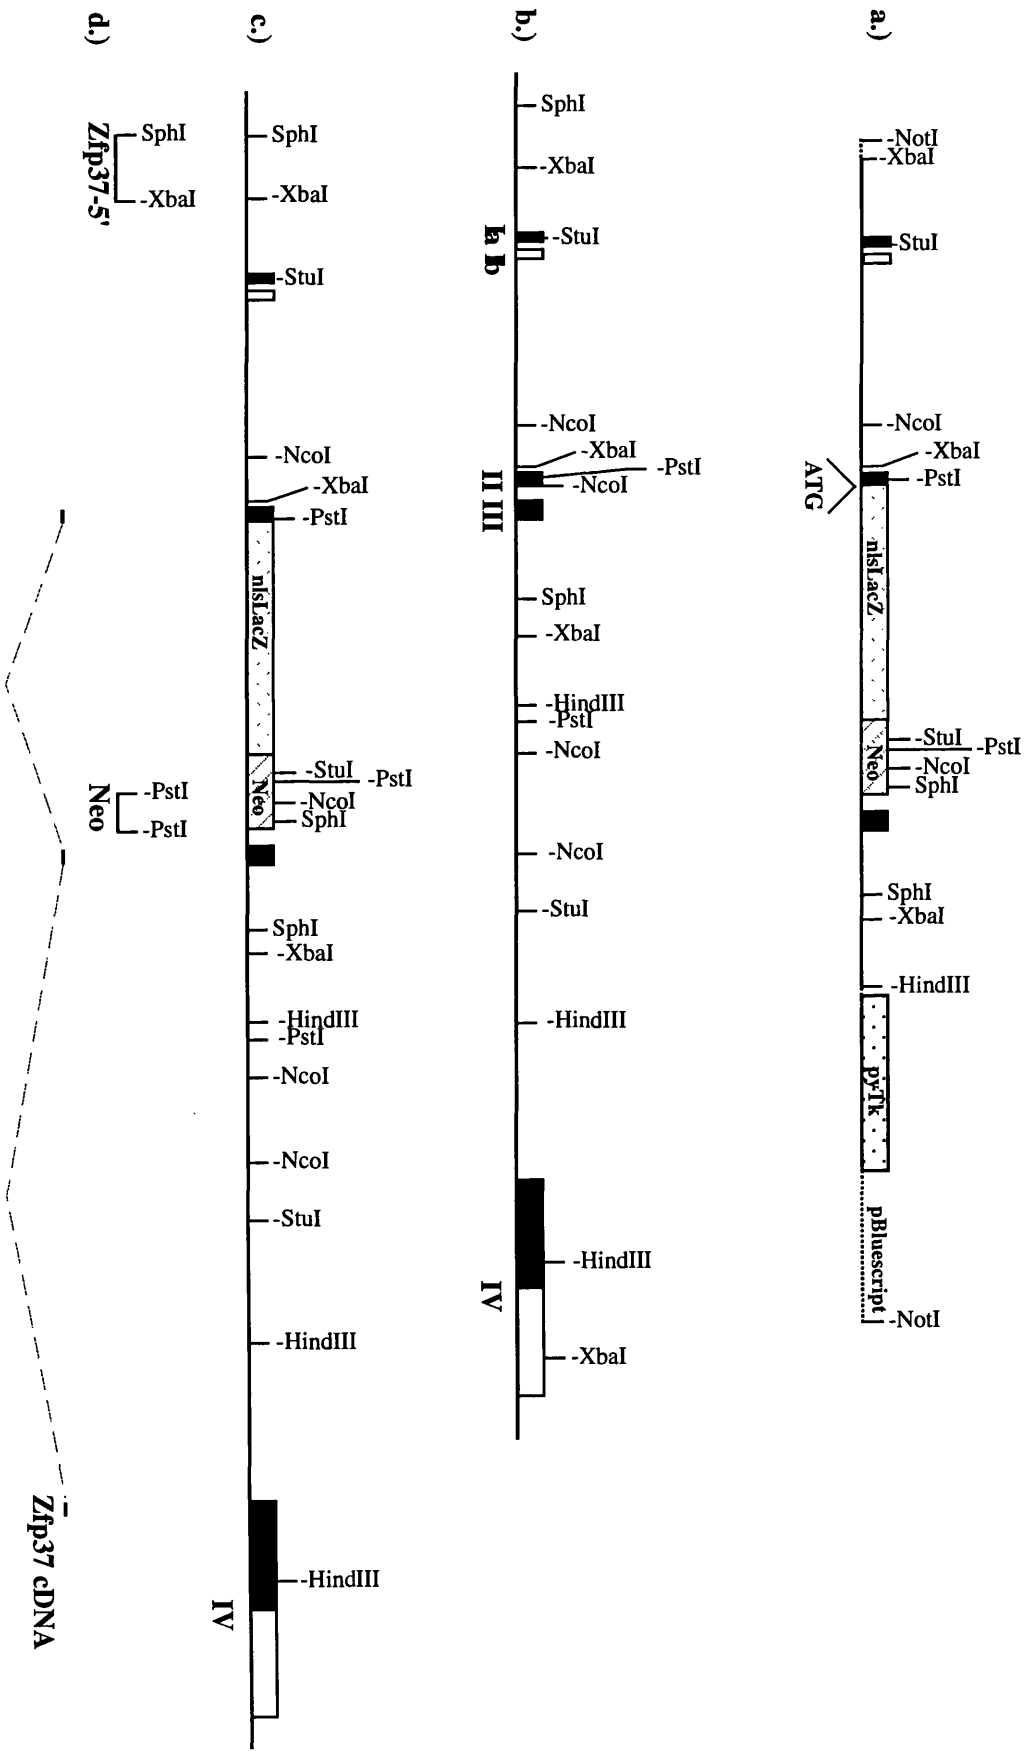 a.)
-NotI
-XbaI
-StuI
-NcoI
-XbaI
-PstI
ATG
nlsLacZ
Neo
-StuI
-PstI
-NcoI
SphI
SphI
-XbaI
-HindIII
pyTk
pBluescript
-NotI
b.)
SphI
-XbaI
-StuI
Ia Ib
-NcoI
-XbaI
-PstI
-NcoI
II III
SphI
-XbaI
-HindIII
-PstI
-NcoI
-NcoI
-StuI
-HindIII
-HindIII
IV
-XbaI
c.)
SphI
-XbaI
-StuI
-NcoI
-XbaI
-PstI
nlsLacZ
Neo
-StuI
-PstI
-NcoI
SphI
SphI
-XbaI
-HindIII
-PstI
-NcoI
-NcoI
-StuI
-HindIII
-HindIII
IV
d.)
SphI
-XbaI
Zfp37-5'
-PstI
-PstI
Neo
Zfp37 cDNA